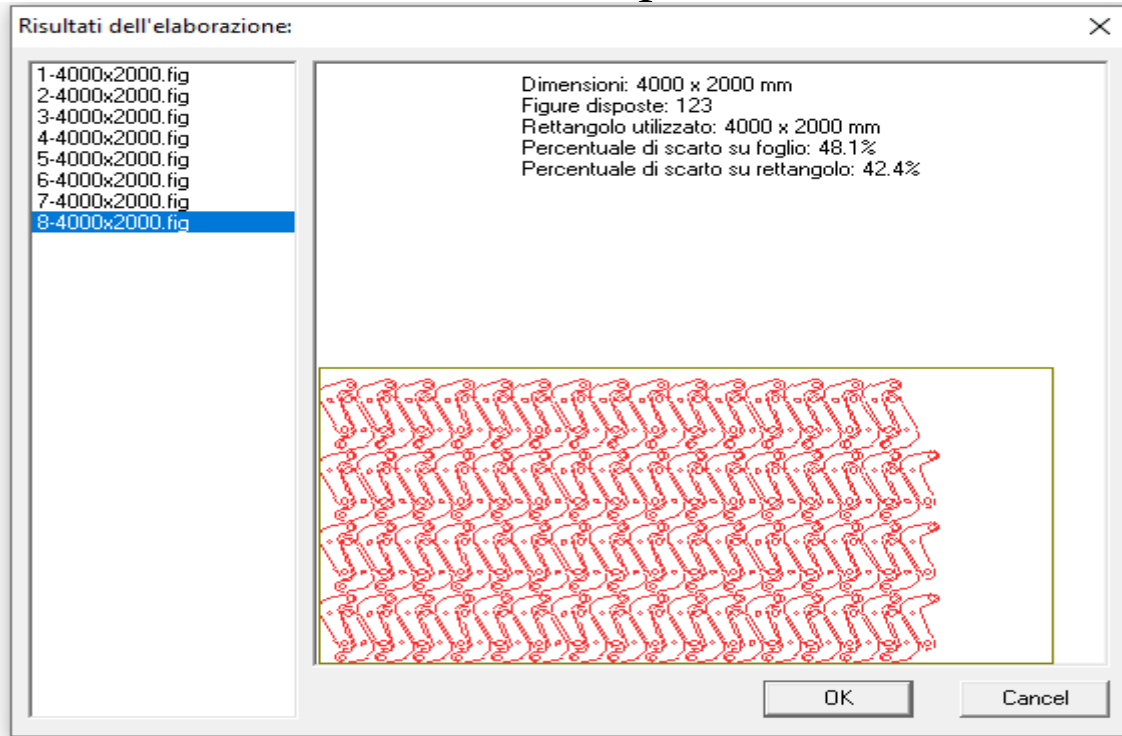 Risultati dell'elaborazione:
1-4000x2000.fig
2-4000x2000.fig
3-4000x2000.fig
4-4000x2000.fig
5-4000x2000.fig
6-4000x2000.fig
7-4000x2000.fig
8-4000x2000.fig
Dimensioni: 4000 x 2000 mm
Figure disposte: 123
Rettangolo utilizzato: 4000 x 2000 mm
Percentuale di scarto su foglio: 48.1%
Percentuale di scarto su rettangolo: 42.4%
OK
Cancel